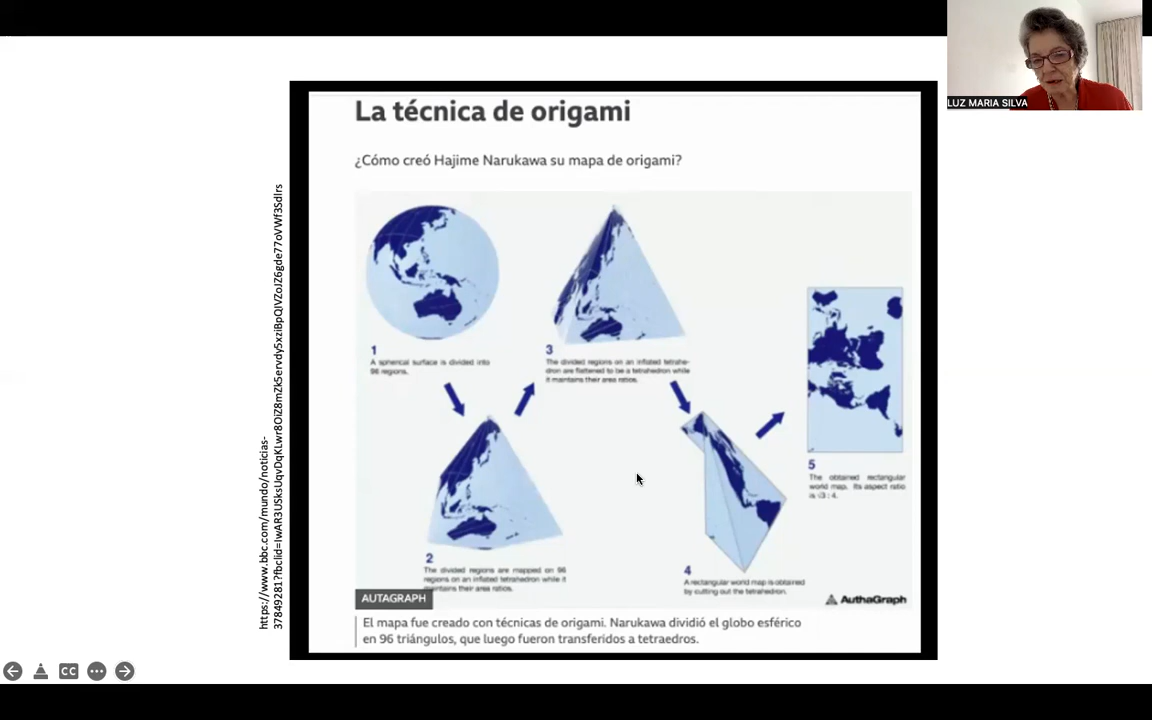 LUZ MARIA SILVA
La técnica de origami
¿Cómo creó Hajime Narukawa su mapa de origami?
1
A spherical surface is divided into
96 regions.
3
The divided regions on an inflated tetrahe-
dron are flattened to be a tetrahedron while
it maintains their area ratios.
2
The divided regions are mapped on 96
regions on an inflated tetrahedron while it
maintains their area ratios.
4
A rectangular world map is obtained
by cutting out the tetrahedron.
5
The obtained rectangular
world map. Its aspect ratio
is √3 : 4.
AUTAGRAPH
AuthaGraph
El mapa fue creado con técnicas de origami. Narukawa dividió el globo esférico
en 96 triángulos, que luego fueron transferidos a tetraedros.
https://www.bbc.com/mundo/noticias-
CC